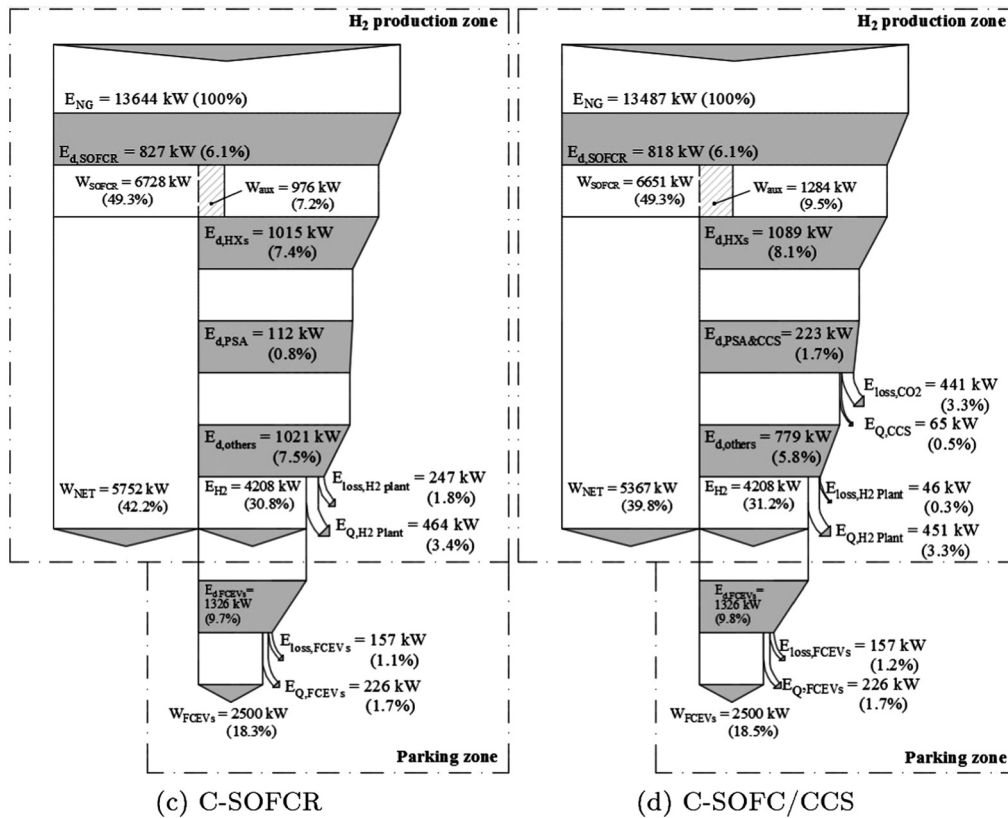 H2 production zone
E_NG = 13644 kW (100%)
E_d,SOFCR = 827 kW (6.1%)
W_SOFCR = 6728 kW
(49.3%)
W_aux = 976 kW
(7.2%)
E_d,HXs = 1015 kW
(7.4%)
E_d,PSA = 112 kW
(0.8%)
E_d,others = 1021 kW
(7.5%)
E_loss,H2 plant = 247 kW
(1.8%)
W_NET = 5752 kW
(42.2%)
E_H2 = 4208 kW
(30.8%)
E_Q,H2 Plant = 464 kW
(3.4%)
E_d,FCEVs =
1326 kW
(9.7%)
E_loss,FCEVs = 157 kW
(1.1%)
E_Q,FCEVs = 226 kW
(1.7%)
W_FCEVs = 2500 kW
(18.3%)
Parking zone
(c) C-SOFCR
H2 production zone
E_NG = 13487 kW (100%)
E_d,SOFCR = 818 kW (6.1%)
W_SOFCR = 6651 kW
(49.3%)
W_aux = 1284 kW
(9.5%)
E_d,HXs = 1089 kW
(8.1%)
E_d,PSA&CCS = 223 kW
(1.7%)
E_loss,CO2 = 441 kW
(3.3%)
E_Q,CCS = 65 kW
(0.5%)
E_d,others = 779 kW
(5.8%)
W_NET = 5367 kW
(39.8%)
E_H2 = 4208 kW
(31.2%)
E_loss,H2 Plant = 46 kW
(0.3%)
E_Q,H2 Plant = 451 kW
(3.3%)
E_d,FCEVs =
1326 kW
(9.8%)
E_loss,FCEVs = 157 kW
(1.2%)
E_Q,FCEVs = 226 kW
(1.7%)
W_FCEVs = 2500 kW
(18.5%)
Parking zone
(d) C-SOFC/CCS